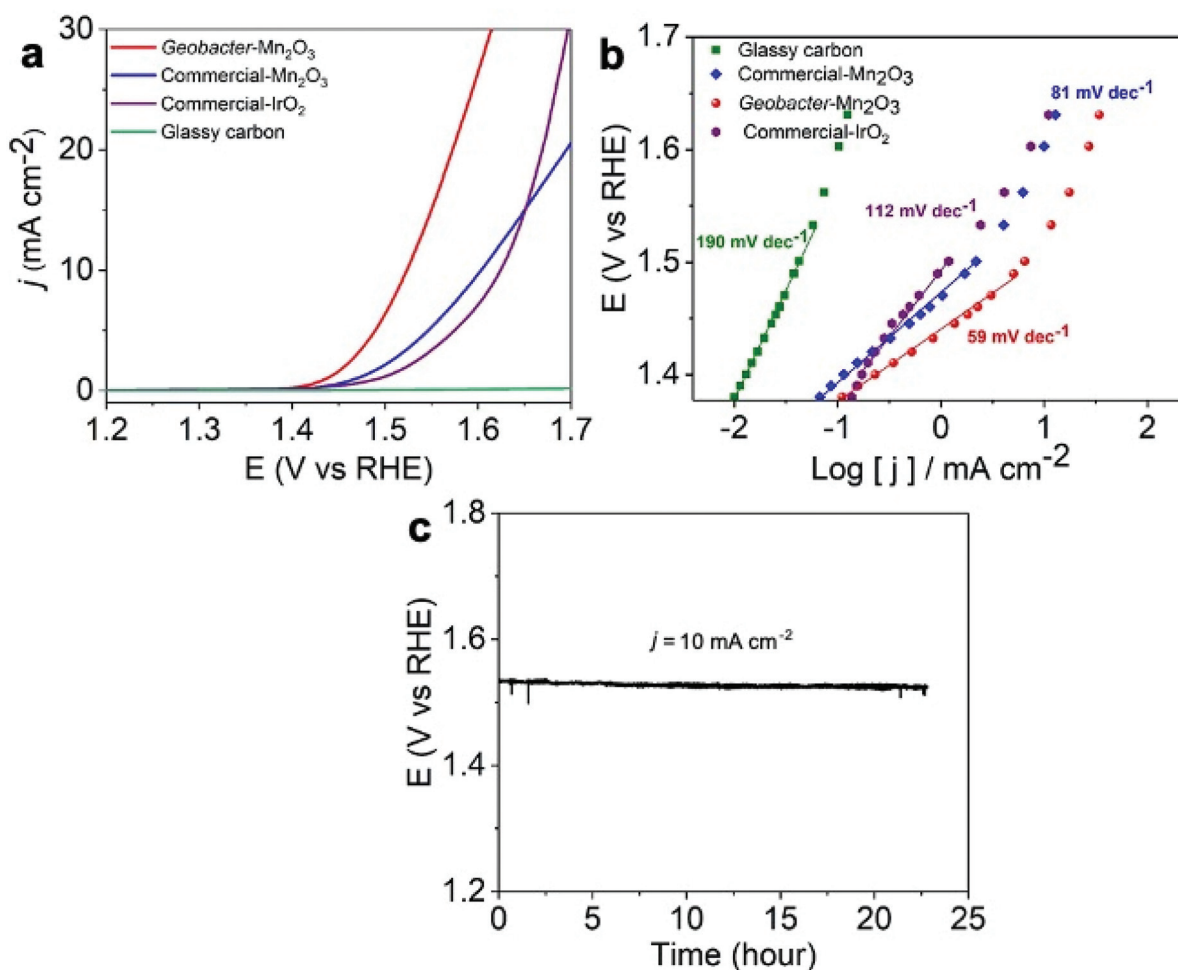 a
30
20
10
0
j (mA cm-2)
Geobacter-Mn2O3
Commercial-Mn2O3
Commercial-IrO2
Glassy carbon
1.2 1.3 1.4 1.5 1.6 1.7
E (V vs RHE)
b
1.7
1.6
1.5
1.4
E (V vs RHE)
Glassy carbon
Commercial-Mn2O3
Geobacter-Mn2O3
Commercial-IrO2
81 mV dec-1
112 mV dec-1
190 mV dec-1
59 mV dec-1
-2 -1 0 1 2
Log [ j ] / mA cm-2
c
1.8
1.6
1.4
1.2
E (V vs RHE)
j = 10 mA cm-2
0 5 10 15 20 25
Time (hour)